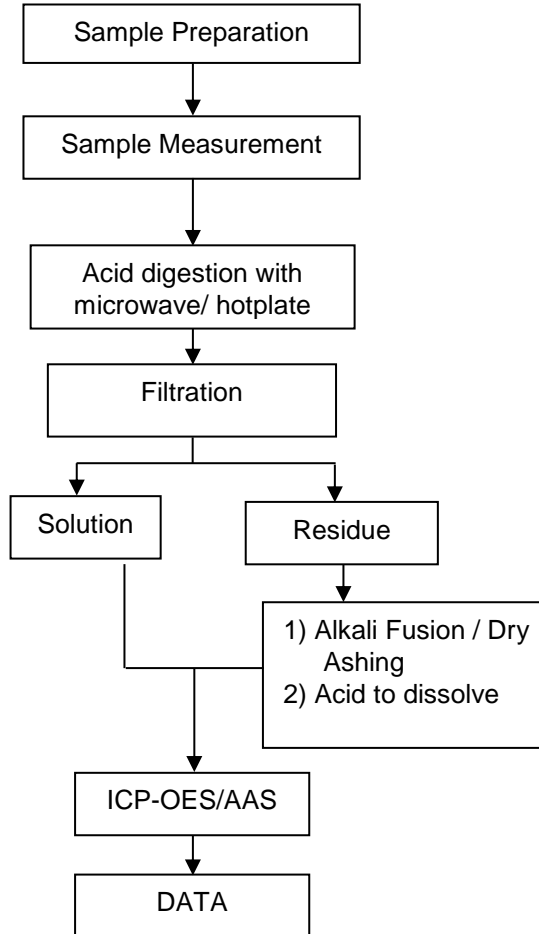 Sample Preparation
Sample Measurement
Acid digestion with
microwave/ hotplate
Filtration
Solution
Residue
1) Alkali Fusion / Dry
Ashing
2) Acid to dissolve
ICP-OES/AAS
DATA